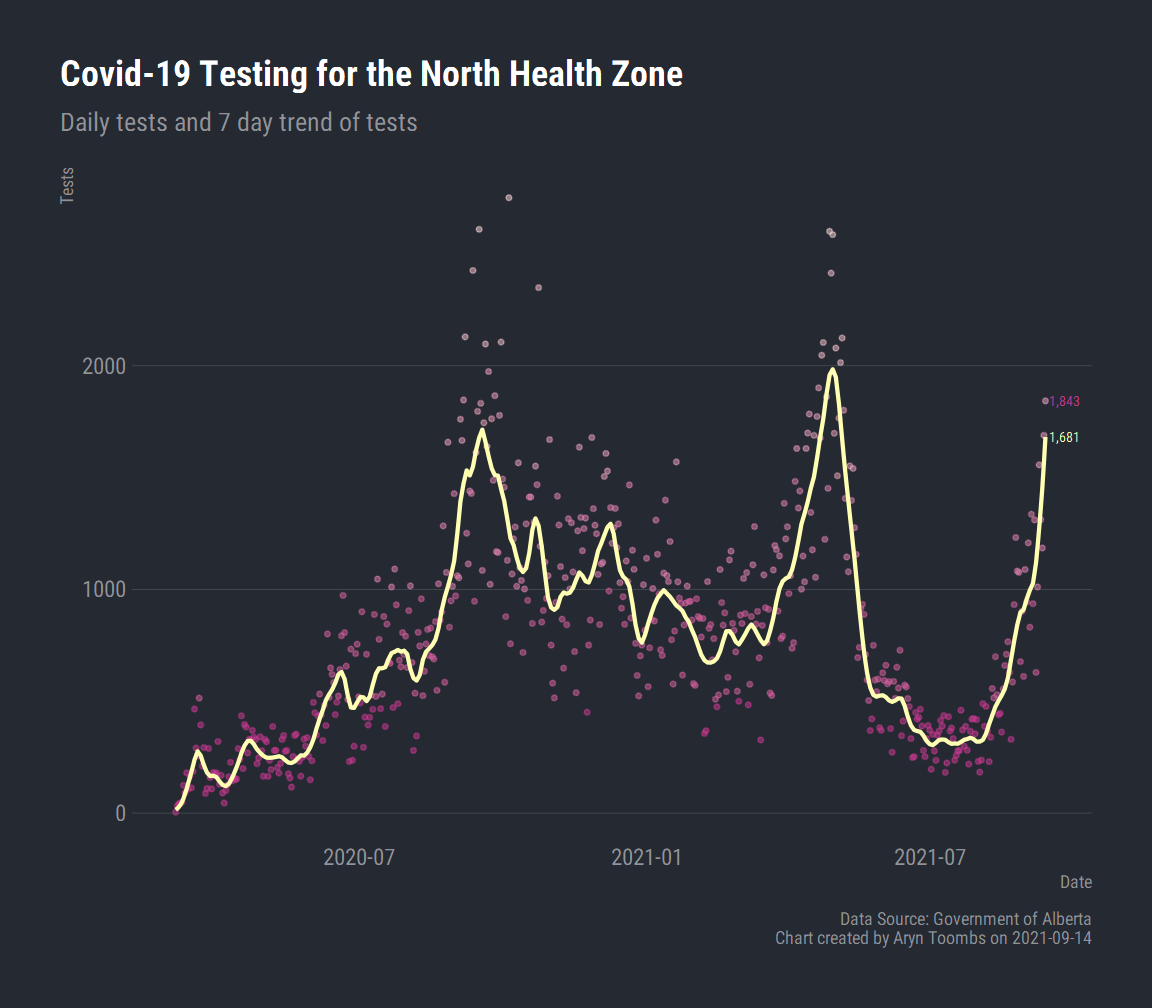 Covid-19 Testing for the North Health Zone
Daily tests and 7 day trend of tests
Tests
2000
1,843
1,681
1000
0
2020-07
2021-01
2021-07
Date
Data Source: Government of Alberta
Chart created by Aryn Toombs on 2021-09-14